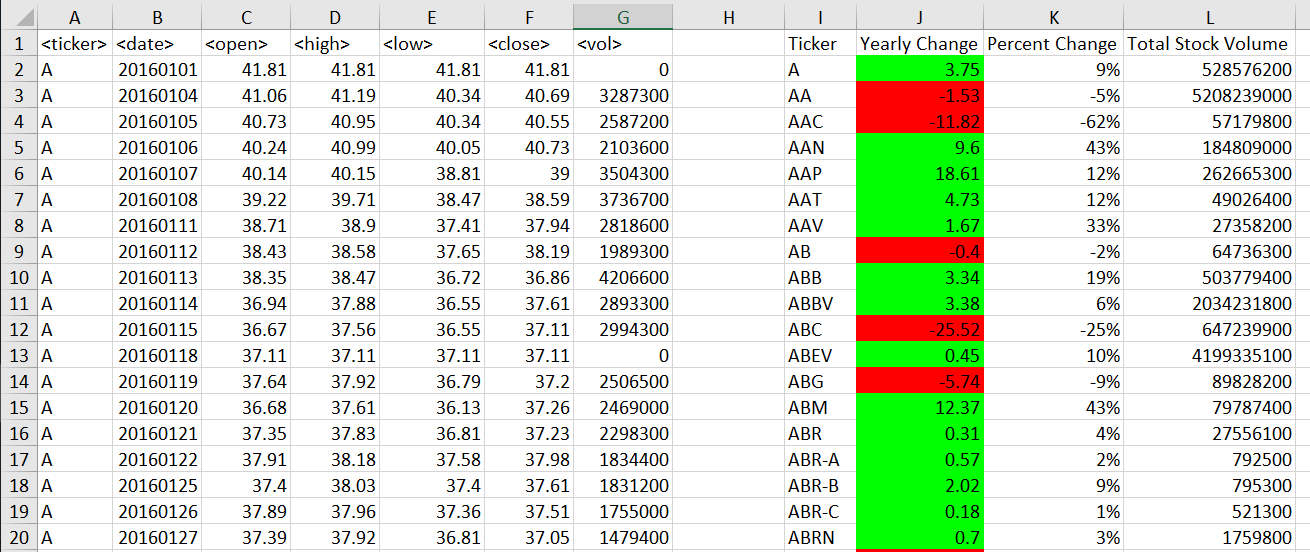 A B C D E F G H I J K L
1 <ticker> <date> <open> <high> <low> <close> <vol> Ticker Yearly Change Percent Change Total Stock Volume
2 A 20160101 41.81 41.81 41.81 41.81 0 A 3.75 9% 528576200
3 A 20160104 41.06 41.19 40.34 40.69 3287300 AA -1.53 -5% 5208239000
4 A 20160105 40.73 40.95 40.34 40.55 2587200 AAC -11.82 -62% 57179800
5 A 20160106 40.24 40.99 40.05 40.73 2103600 AAN 9.6 43% 184809000
6 A 20160107 40.14 40.15 38.81 39 3504300 AAP 18.61 12% 262665300
7 A 20160108 39.22 39.71 38.47 38.59 3736700 AAT 4.73 12% 49026400
8 A 20160111 38.71 38.9 37.41 37.94 2818600 AAV 1.67 33% 27358200
9 A 20160112 38.43 38.58 37.65 38.19 1989300 AB -0.4 -2% 64736300
10 A 20160113 38.35 38.47 36.72 36.86 4206600 ABB 3.34 19% 503779400
11 A 20160114 36.94 37.88 36.55 37.61 2893300 ABBV 3.38 6% 2034231800
12 A 20160115 36.67 37.56 36.55 37.11 2994300 ABC -25.52 -25% 647239900
13 A 20160118 37.11 37.11 37.11 37.11 0 ABEV 0.45 10% 4199335100
14 A 20160119 37.64 37.92 36.79 37.2 2506500 ABG -5.74 -9% 89828200
15 A 20160120 36.68 37.61 36.13 37.26 2469000 ABM 12.37 43% 79787400
16 A 20160121 37.35 37.83 36.81 37.23 2298300 ABR 0.31 4% 27556100
17 A 20160122 37.91 38.18 37.58 37.98 1834400 ABR-A 0.57 2% 792500
18 A 20160125 37.4 38.03 37.4 37.61 1831200 ABR-B 2.02 9% 795300
19 A 20160126 37.89 37.96 37.36 37.51 1755000 ABR-C 0.18 1% 521300
20 A 20160127 37.39 37.92 36.81 37.05 1479400 ABRN 0.7 3% 1759800